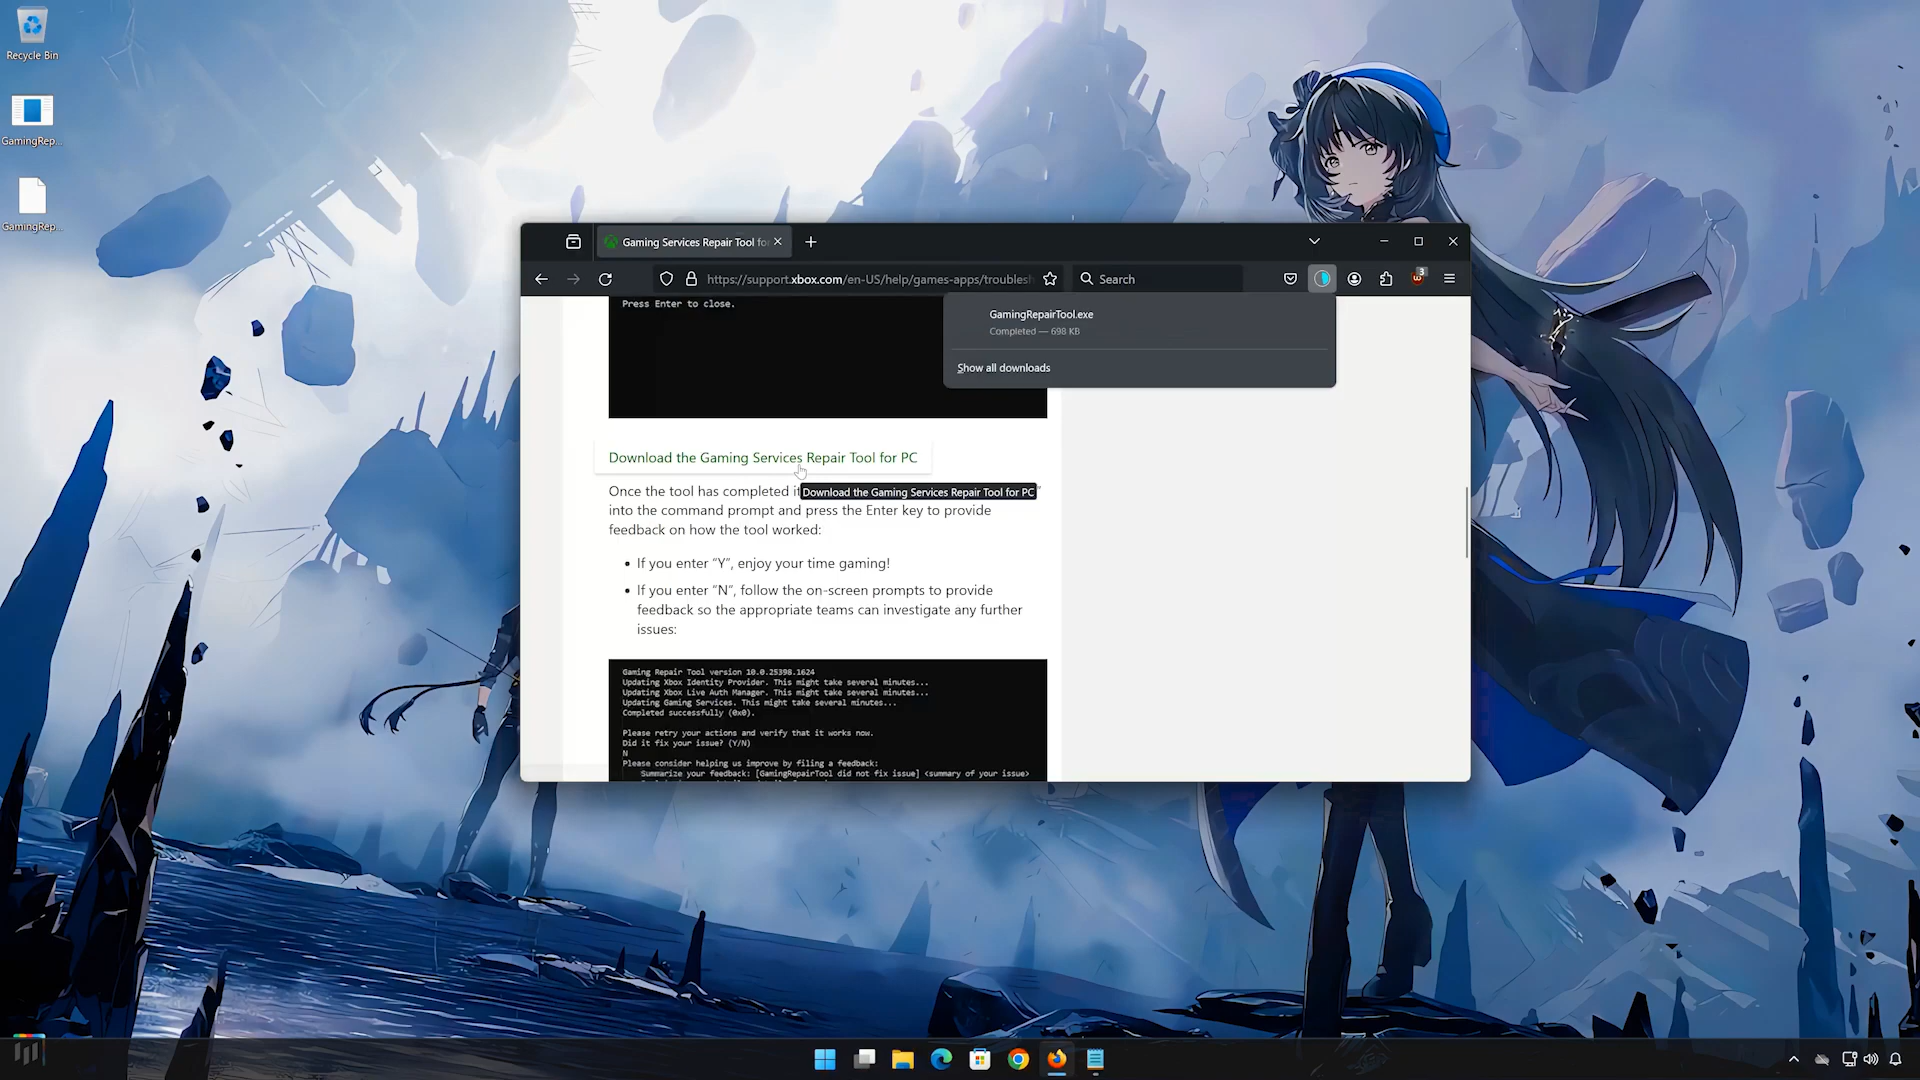 Recycle Bin
GamingRep...
GamingRep...
Gaming Services Repair Tool fo
https://support.xbox.com/en-US/help/games-apps/troublesh
Search
3
Press Enter to close.
GamingRepairTool.exe
Completed — 698 KB
Show all downloads
Download the Gaming Services Repair Tool for PC
Once the tool has completed i
Download the Gaming Services Repair Tool for PC
into the command prompt and press the Enter key to provide
feedback on how the tool worked:
• If you enter “Y”, enjoy your time gaming!
• If you enter “N”, follow the on-screen prompts to provide
feedback so the appropriate teams can investigate any further
issues:
Gaming Repair Tool version 10.0.25398.1624
Updating Xbox Identity Provider. This might take several minutes...
Updating Xbox Live Auth Manager. This might take several minutes...
Updating Gaming Services. This might take several minutes...
Completed successfully (0x0).
Please retry your actions and verify that it works now.
Did it fix your issue? (Y/N)
N
Please consider helping us improve by filing a feedback:
Summarize your feedback: [GamingRepairTool did not fix issue] <summary of your issue>